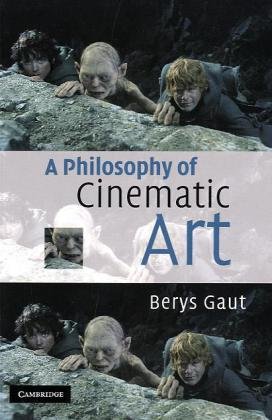 A Philosophy of
Cinematic
Art
Berys Gaut
CAMBRIDGE